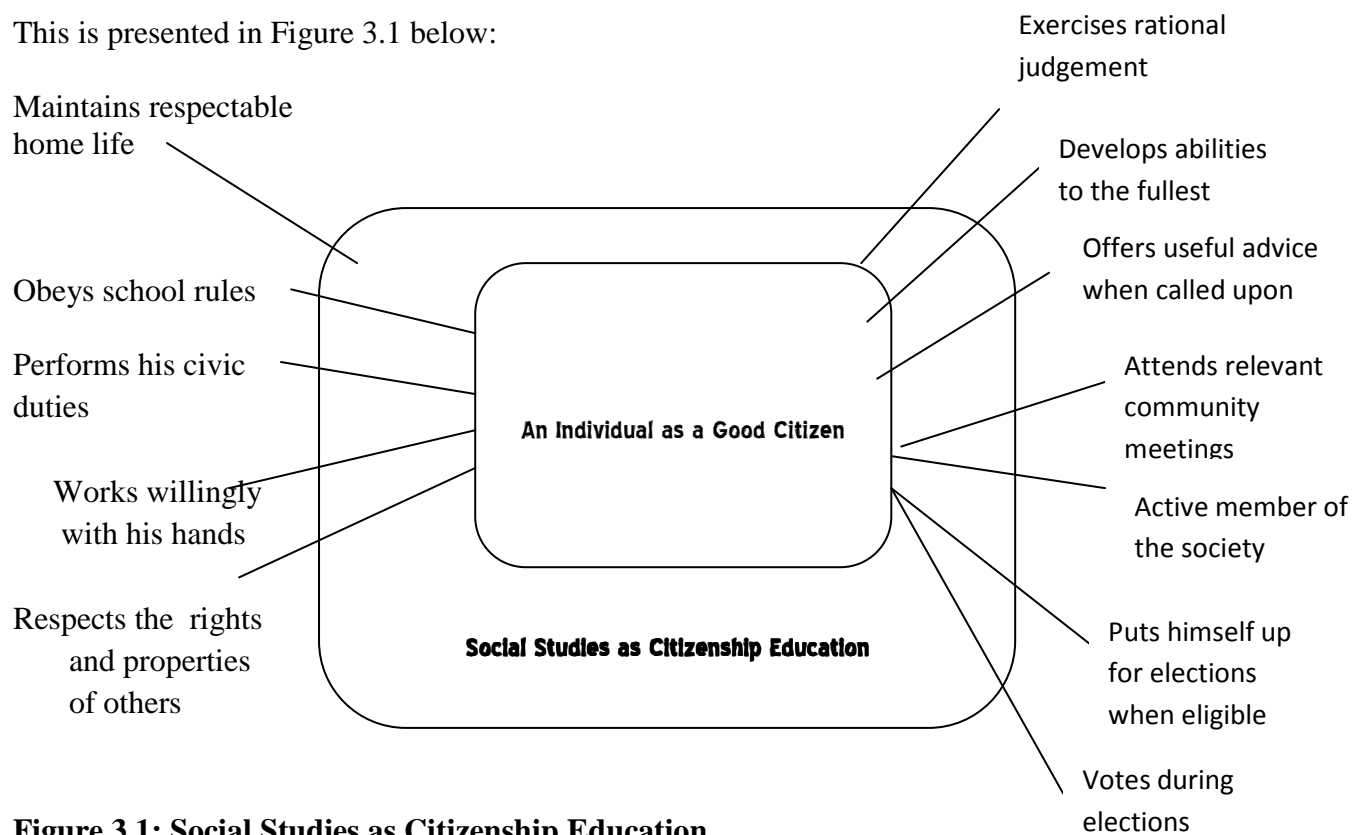 This is presented in Figure 3.1 below:
Maintains respectable
home life
Obeys school rules
Performs his civic
duties
Works willingly
with his hands
Respects the rights
and properties
of others
An Individual as a Good Citizen
Social Studies as Citizenship Education
Exercises rational
judgement
Develops abilities
to the fullest
Offers useful advice
when called upon
Attends relevant
community
meetings
Active member of
the society
Puts himself up
for elections
when eligible
Votes during
elections
Figure 3.1: Social Studies as Citizenship Education